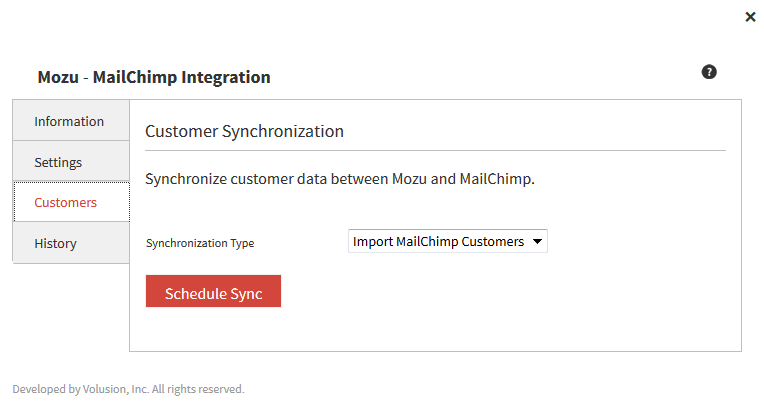 Mozu - MailChimp Integration
Information
Settings
Customers
History
Customer Synchronization
Synchronize customer data between Mozu and MailChimp.
Synchronization Type
Import MailChimp Customers
Schedule Sync
Developed by Volusion, Inc. All rights reserved.